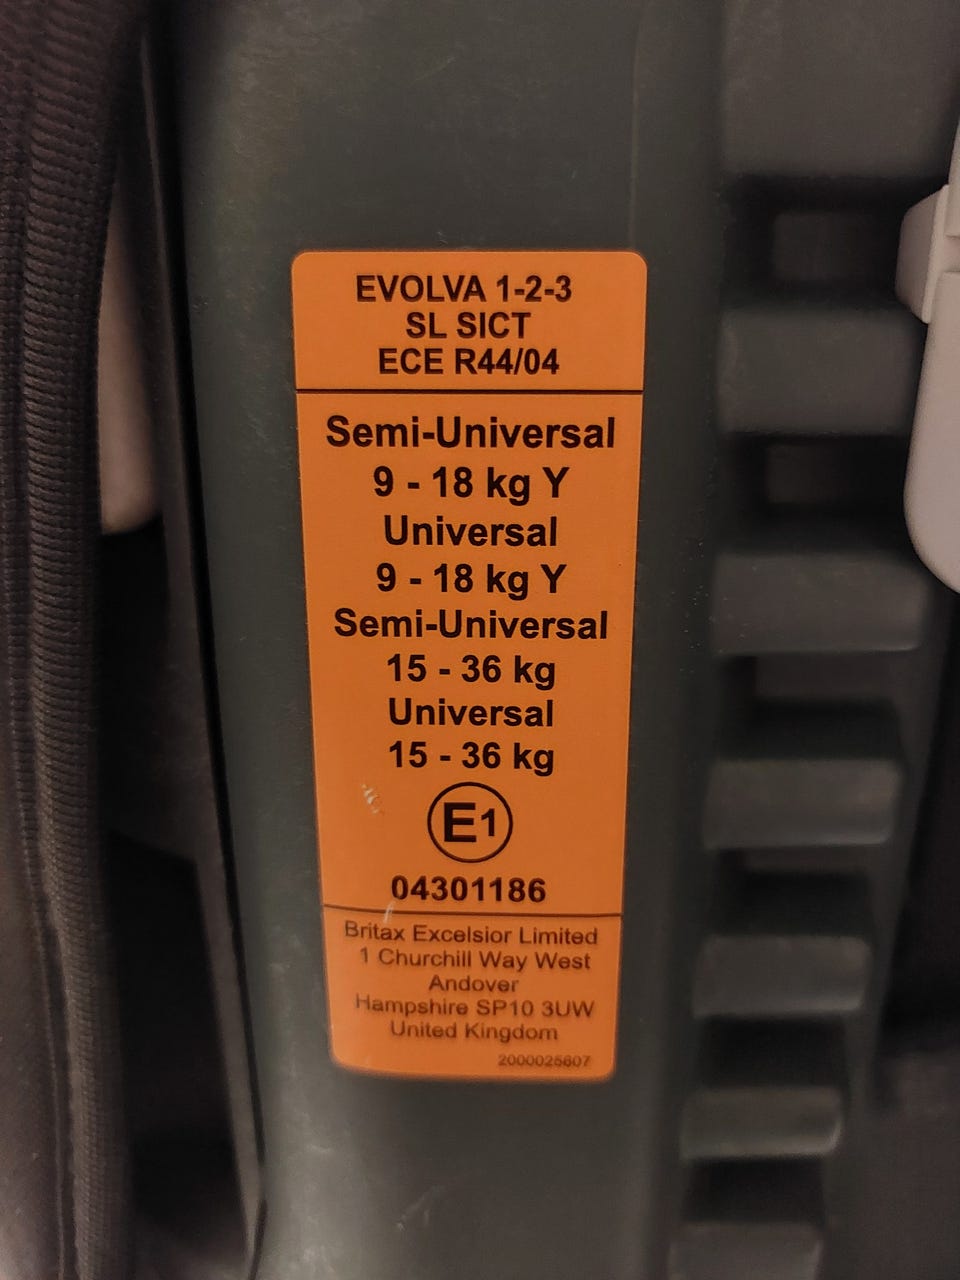 EVOLVA 1-2-3
SL SICT
ECE R44/04
Semi-Universal
9 - 18 kg Y
Universal
9 - 18 kg Y
Semi-Universal
15 - 36 kg
Universal
15 - 36 kg
E1
04301186
Britax Excelsior Limited
1 Churchill Way West
Andover
Hampshire SP10 3UW
United Kingdom
2000025607